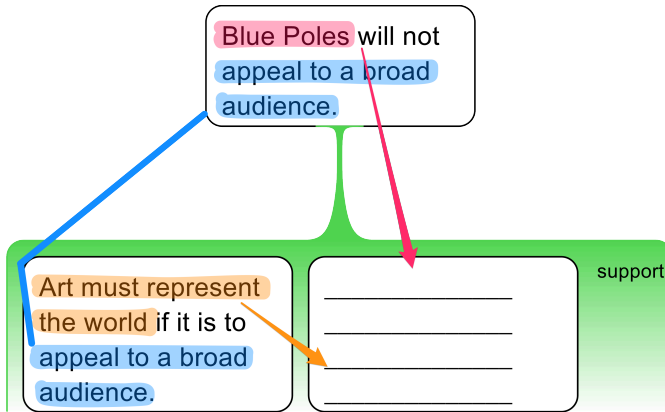 Blue Poles will not
appeal to a broad
audience.
support
Art must represent
the world if it is to
appeal to a broad
audience.